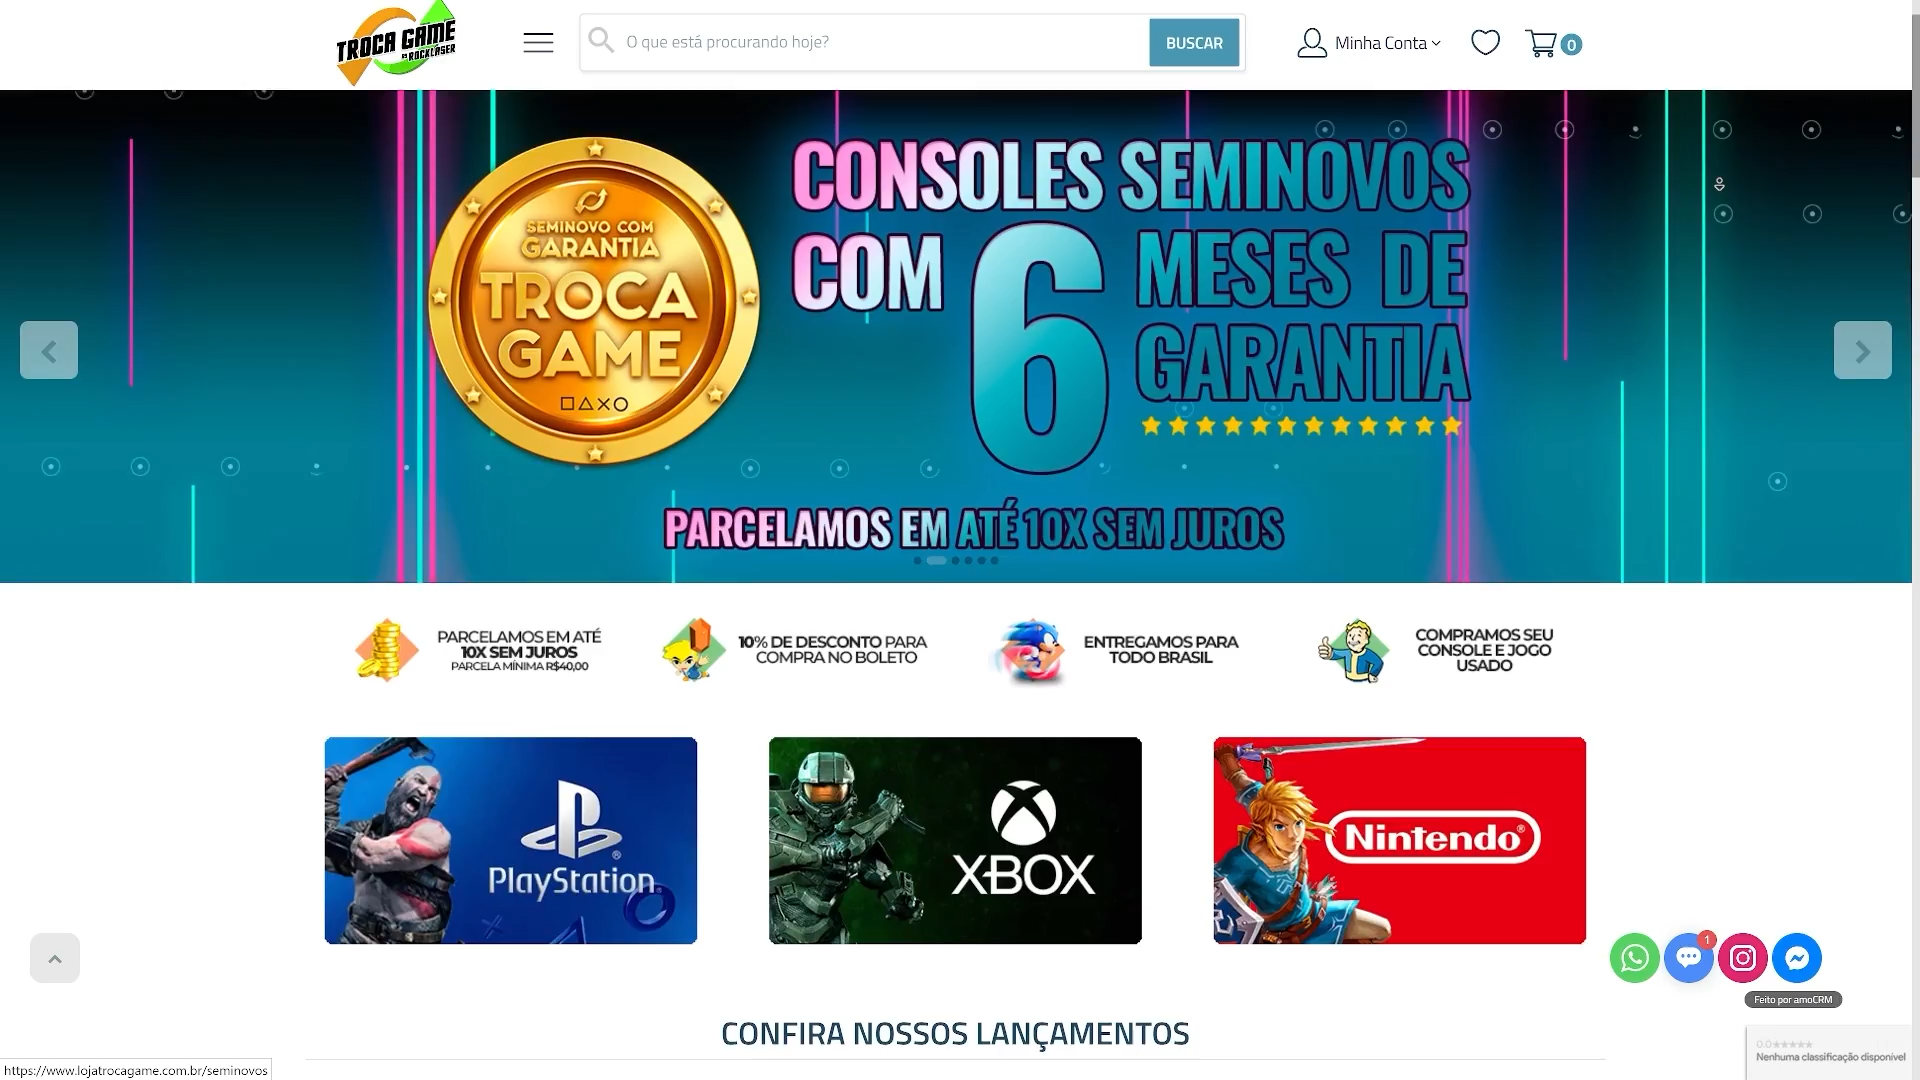 TROCA GAME
BY ROCKLASER
O que está procurando hoje?
BUSCAR
Minha Conta
0
SEMINOVO COM
GARANTIA
TROCA
GAME
CONSOLES SEMINOVOS
COM 6 MESES DE
GARANTIA
PARCELAMOS EM ATÉ 10X SEM JUROS
PARCELAMOS EM ATÉ
10X SEM JUROS
PARCELA MÍNIMA R$40,00
10% DE DESCONTO PARA
COMPRA NO BOLETO
ENTREGAMOS PARA
TODO BRASIL
COMPRAMOS SEU
CONSOLE E JOGO
USADO
PlayStation
XBOX
Nintendo
1
Feito por amoCRM
CONFIRA NOSSOS LANÇAMENTOS
0.0
Nenhuma classificação disponível
https://www.lojatrocagame.com.br/seminovos